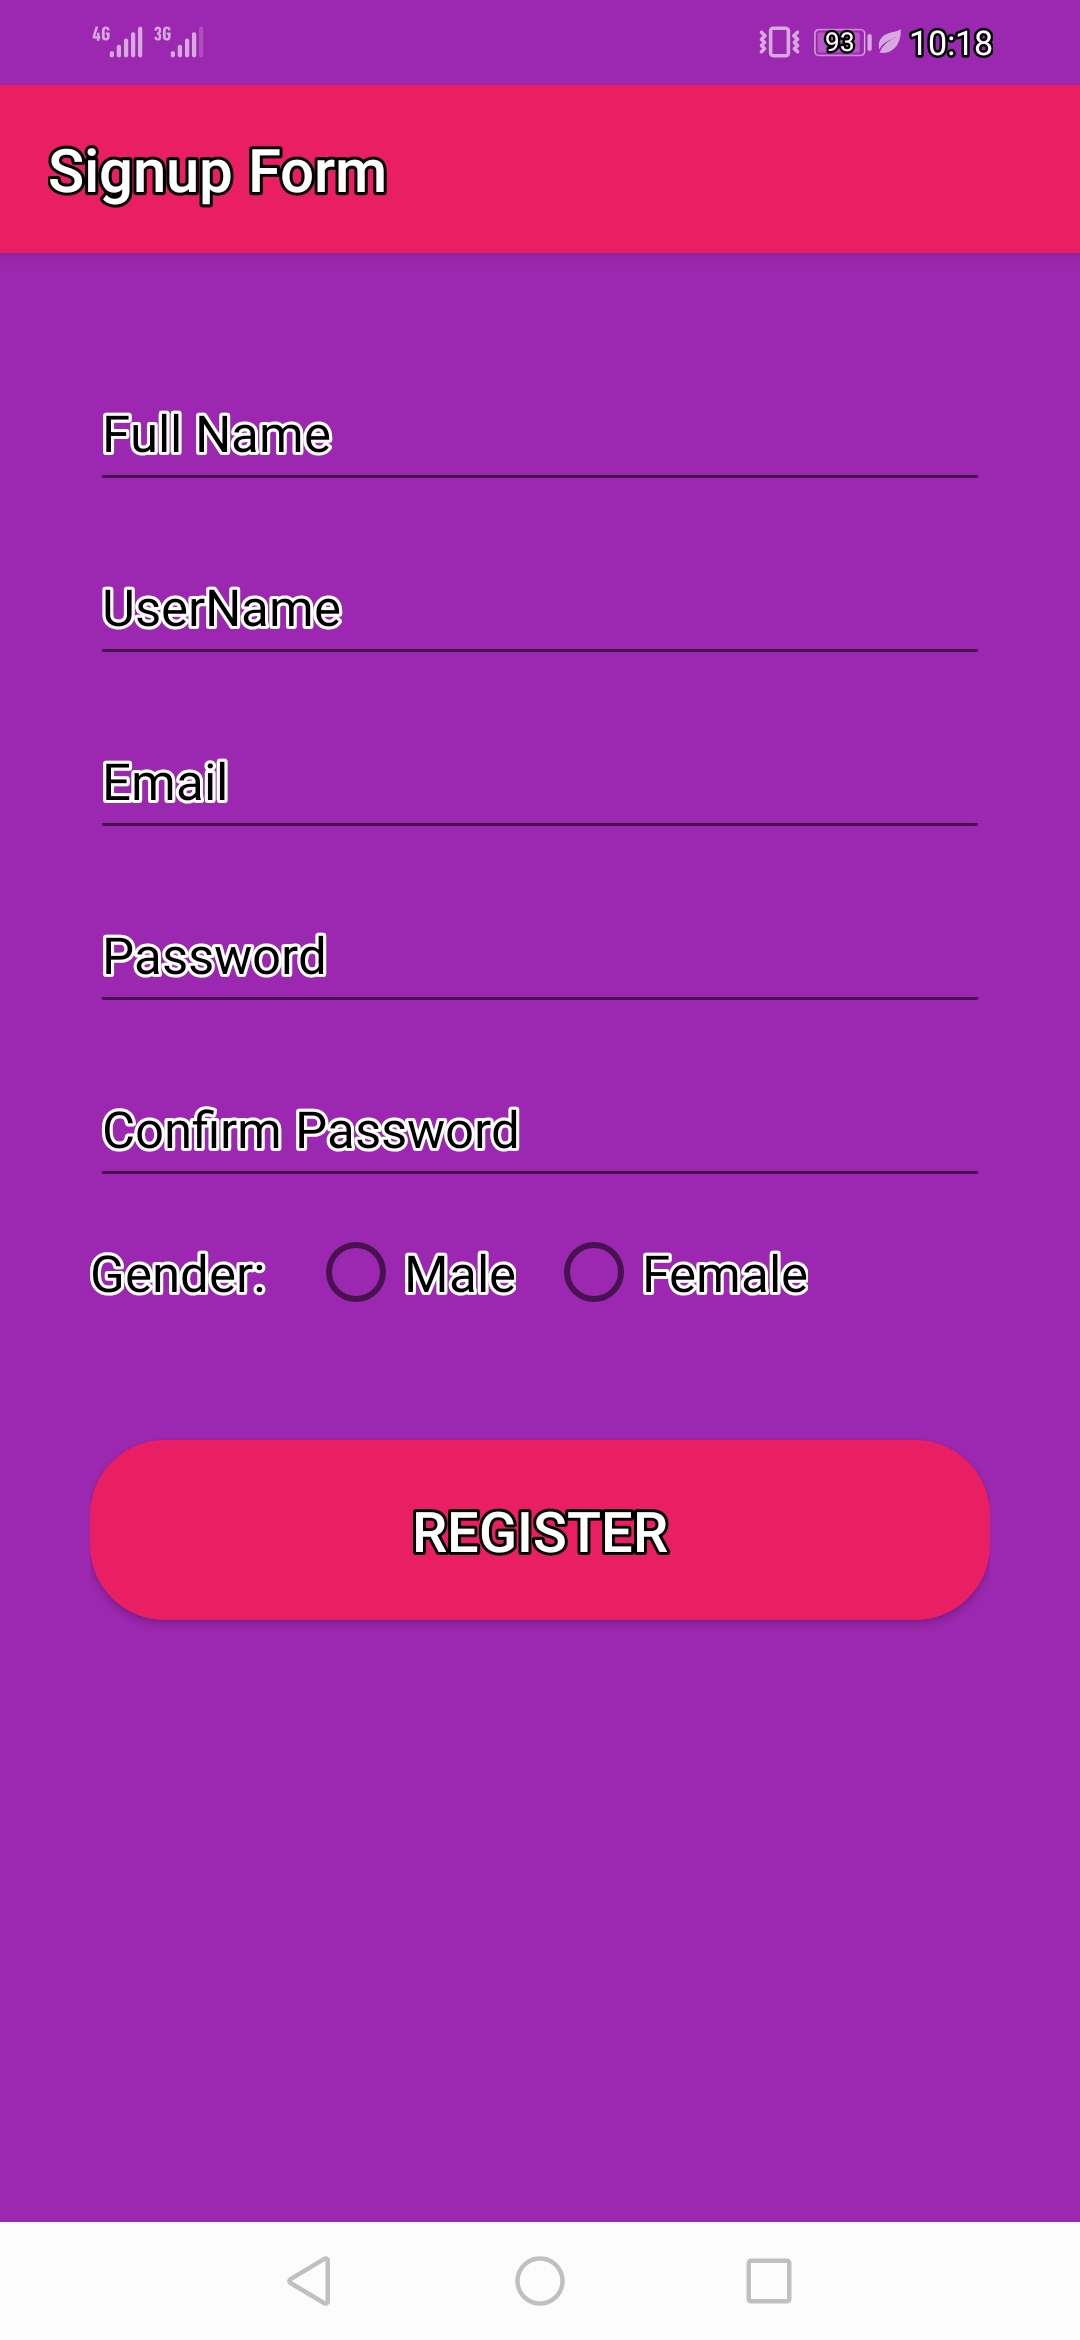 4G 3G 93 10:18
Signup Form
Full Name
UserName
Email
Password
Confirm Password
Gender: Male Female
REGISTER